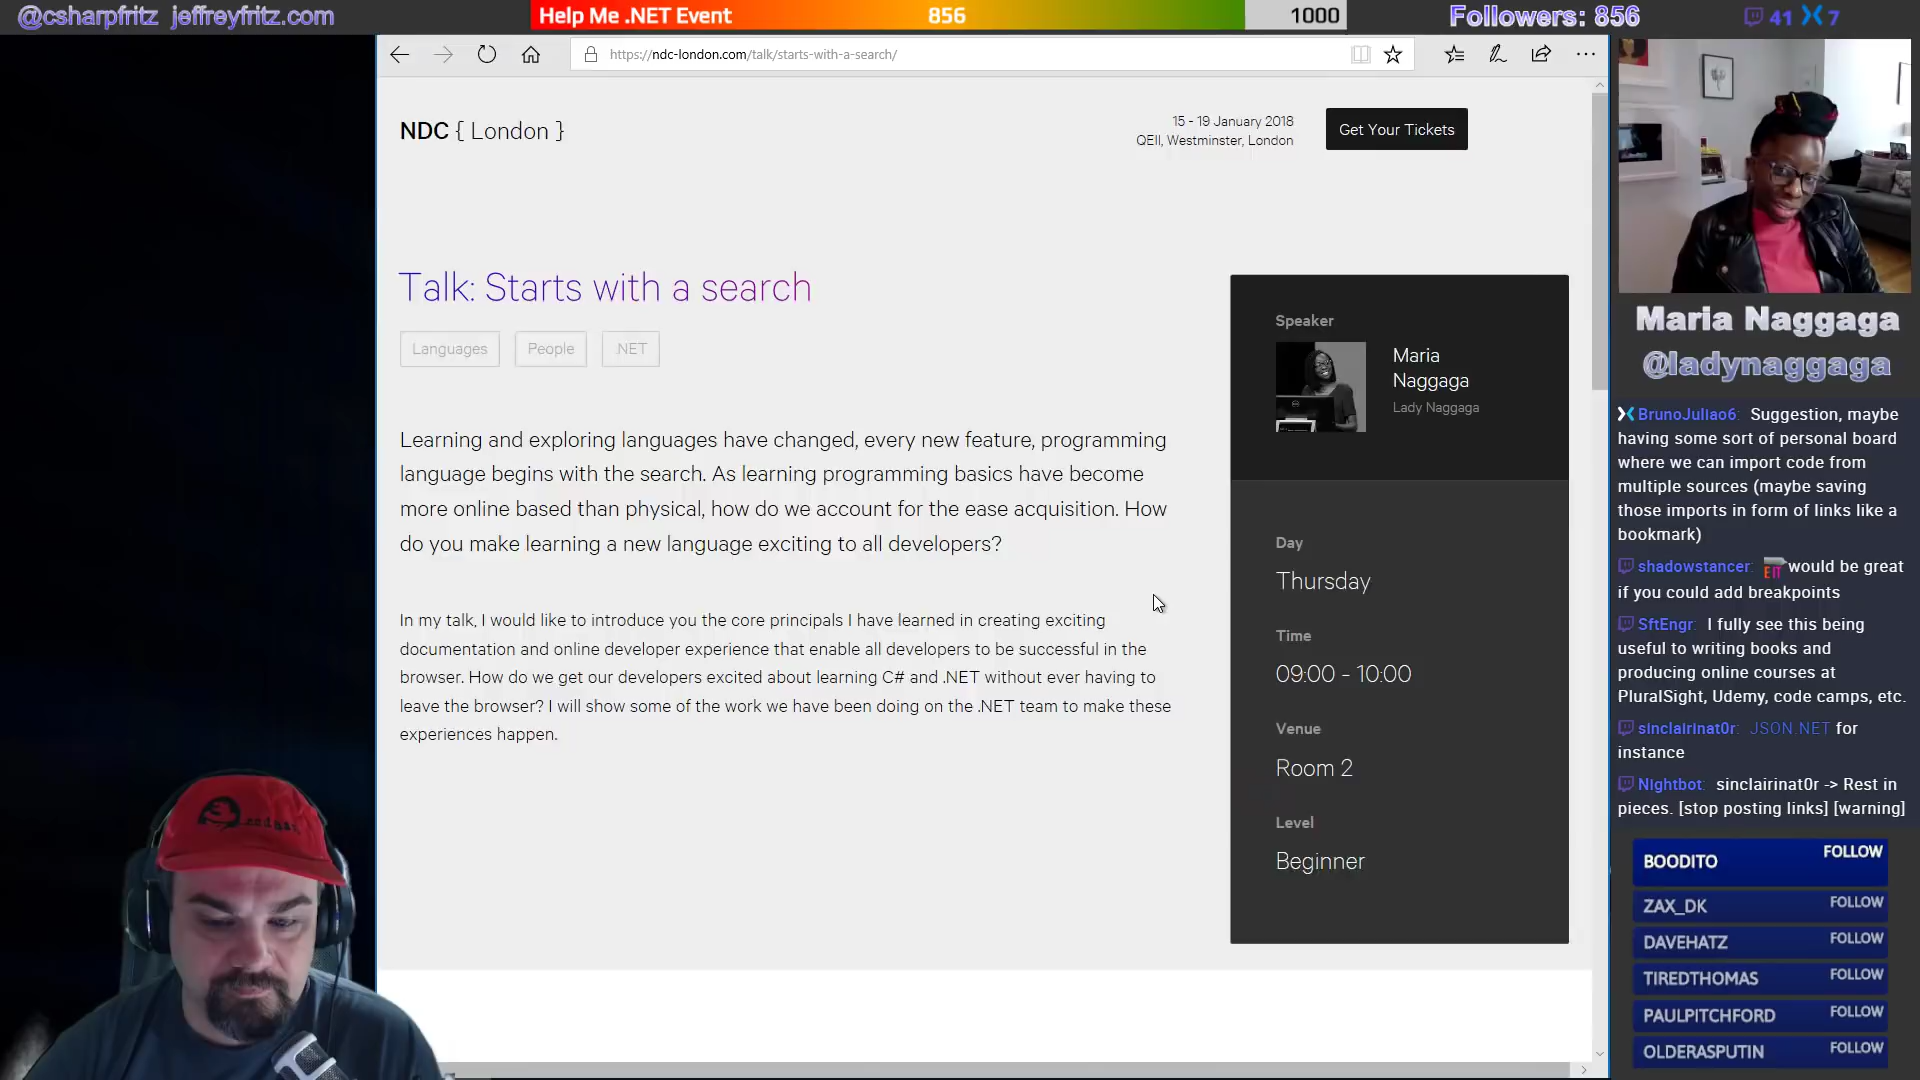 @csharpfritz jeffreyfritz.com
Help Me .NET Event 856 1000
Followers: 856
41 7
https://ndc-london.com/talk/starts-with-a-search/
NDC { London }
15 - 19 January 2018
QEII, Westminster, London
Get Your Tickets
Talk: Starts with a search
Languages People .NET
Learning and exploring languages have changed, every new feature, programming
language begins with the search. As learning programming basics have become
more online based than physical, how do we account for the ease acquisition. How
do you make learning a new language exciting to all developers?
In my talk, I would like to introduce you the core principals I have learned in creating exciting
documentation and online developer experience that enable all developers to be successful in the
browser. How do we get our developers excited about learning C# and .NET without ever having to
leave the browser? I will show some of the work we have been doing on the .NET team to make these
experiences happen.
Speaker
Maria
Naggaga
Lady Naggaga
Day
Thursday
Time
09:00 - 10:00
Venue
Room 2
Level
Beginner
Maria Naggaga
@ladynaggaga
BrunoJuliao6: Suggestion, maybe
having some sort of personal board
where we can import code from
multiple sources (maybe saving
those imports in form of links like a
bookmark)
shadowstancer: would be great
if you could add breakpoints
SftEngr: I fully see this being
useful to writing books and
producing online courses at
PluralSight, Udemy, code camps, etc.
sinclairinat0r: JSON.NET for
instance
Nightbot: sinclairinat0r -> Rest in
pieces. [stop posting links] [warning]
BOODITO FOLLOW
ZAX_DK FOLLOW
DAVEHATZ FOLLOW
TIREDTHOMAS FOLLOW
PAULPITCHFORD FOLLOW
OLDERASPUTIN FOLLOW